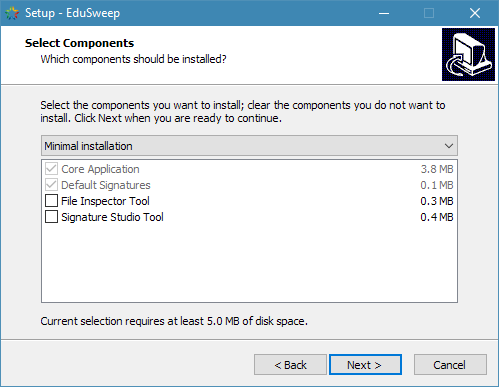 Setup - EduSweep
Select Components
Which components should be installed?
Select the components you want to install; clear the components you do not want to
install. Click Next when you are ready to continue.
Minimal installation
Core Application 3.8 MB
Default Signatures 0.1 MB
File Inspector Tool 0.3 MB
Signature Studio Tool 0.4 MB
Current selection requires at least 5.0 MB of disk space.
< Back Next > Cancel